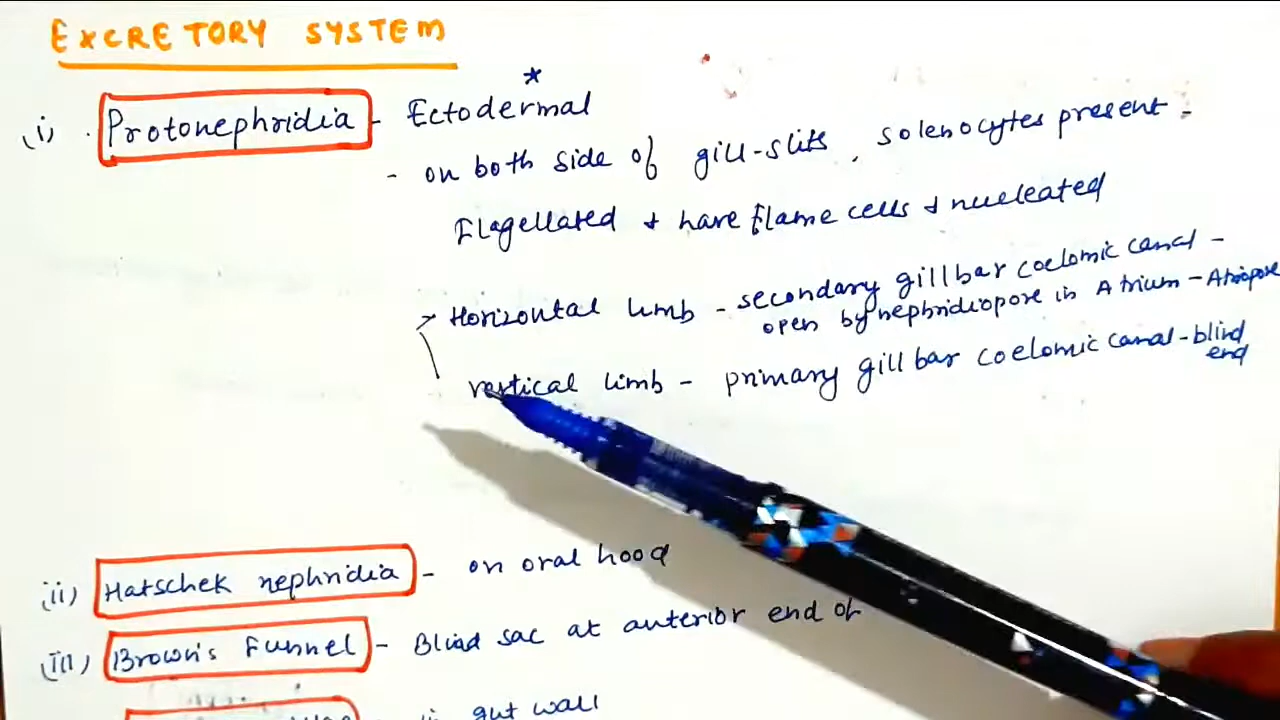 EXCRETORY SYSTEM
(i) Protonephridia - Ectodermal *
- on both side of gill-slits, solenocytes present -
Flagellated + have flame cells + nucleated
Horizontal limb - secondary gill bar coelomic canal -
open by nephridiopore in Atrium - Atriopore
vertical limb - primary gill bar coelomic canal - blind
end
(ii) Hatschek nephridia - on oral hood
(III) Brown's Funnel - Blind sac at anterior end of
gut wall